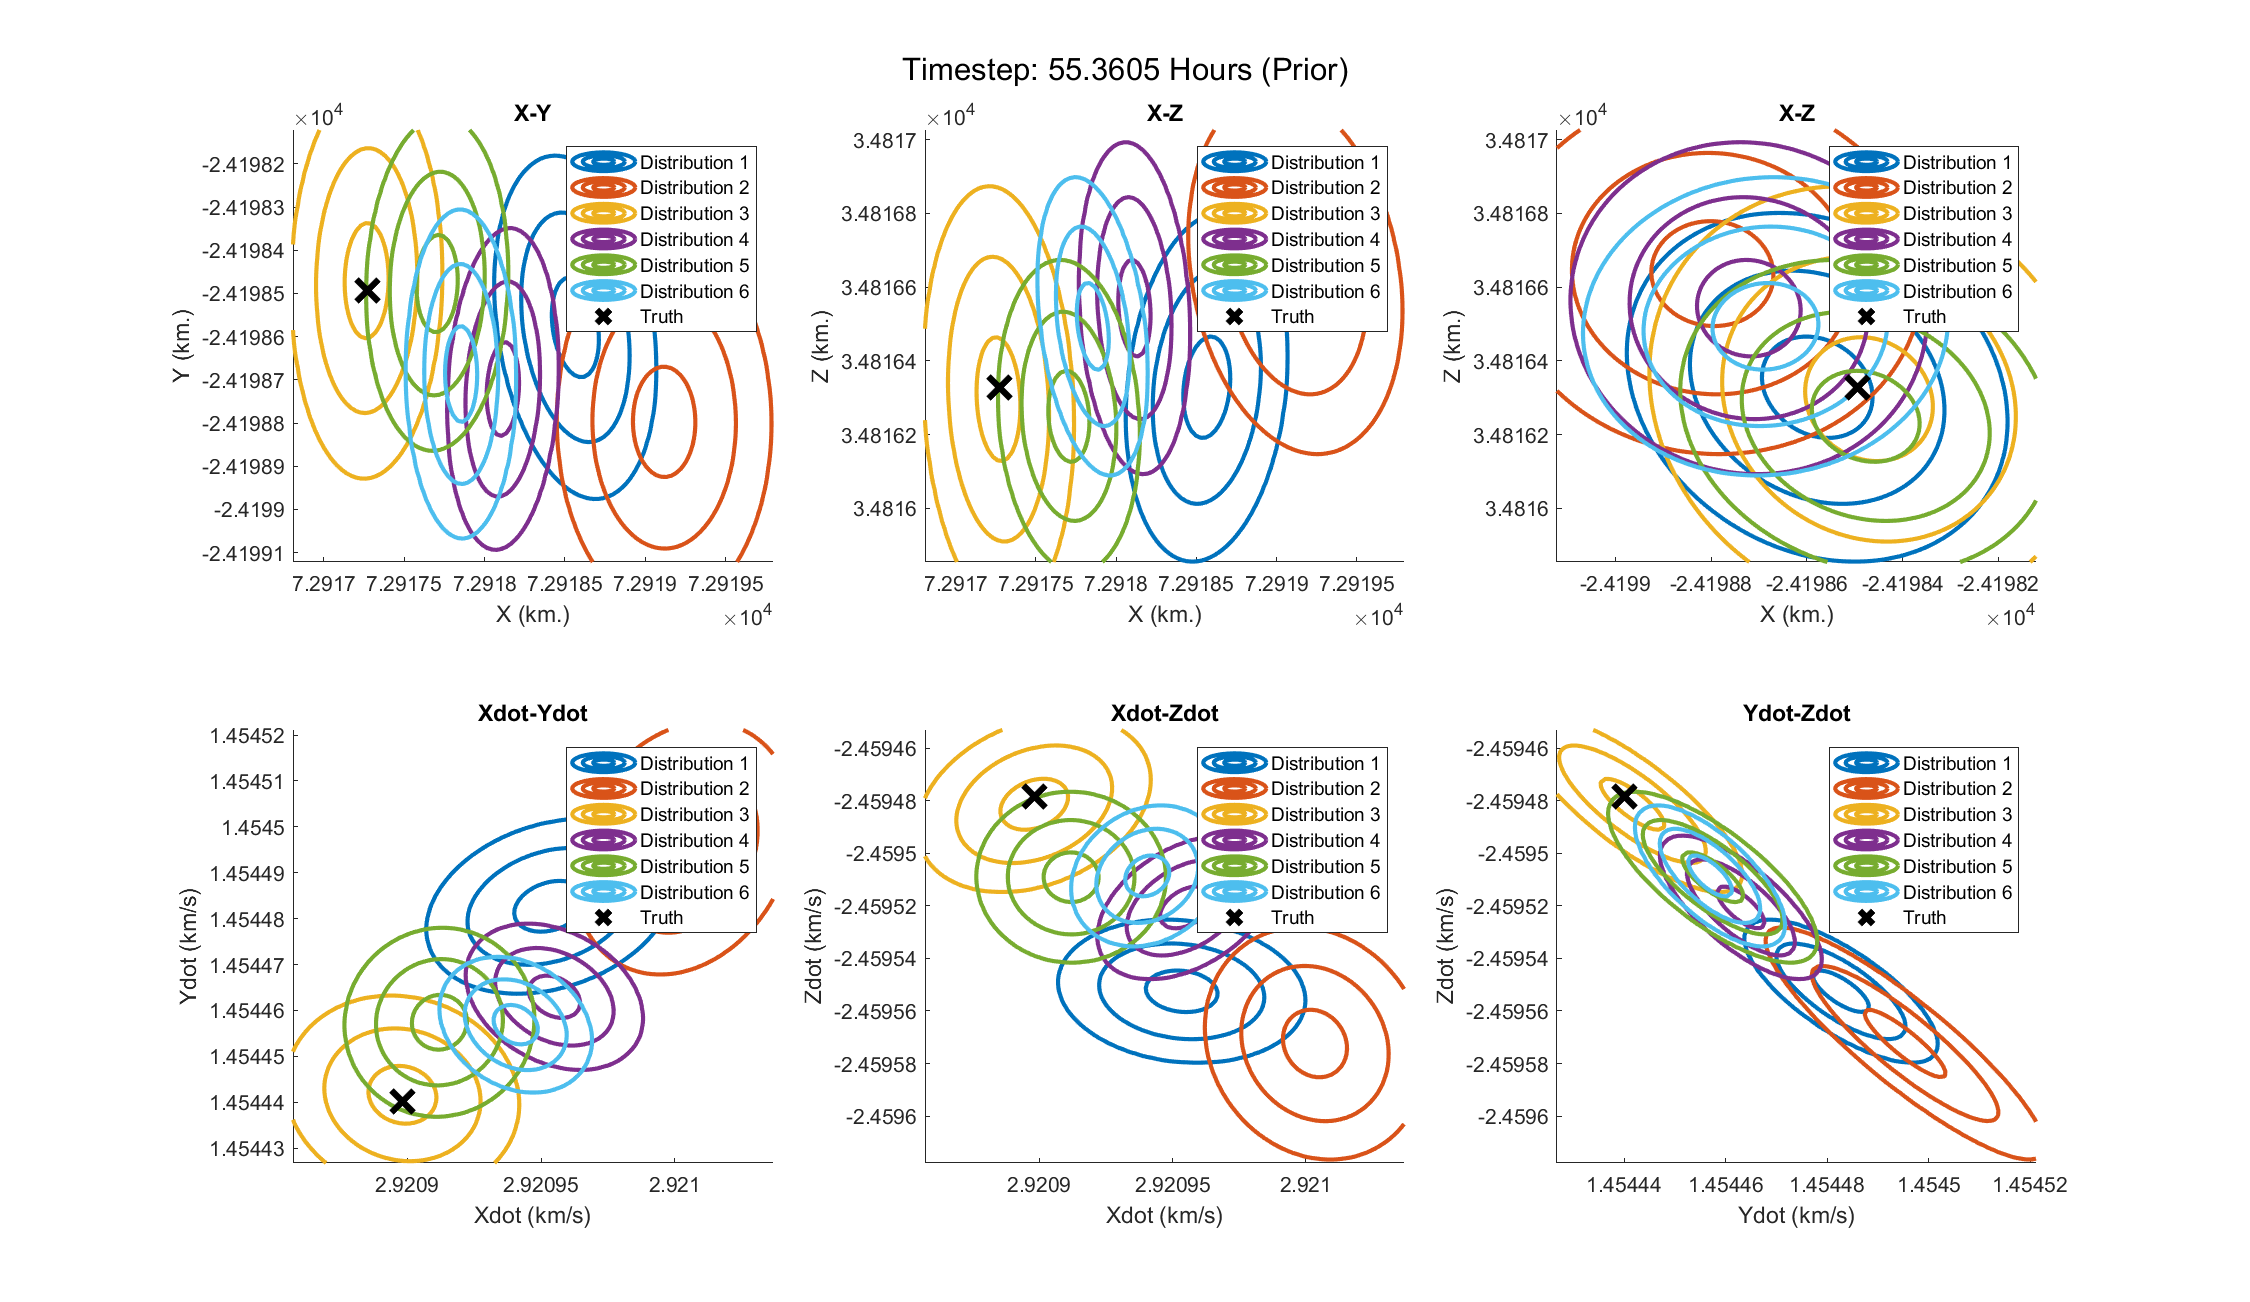 Timestep: 55.3605 Hours (Prior)
X-Y
×10⁴
-2.41982
-2.41983
-2.41984
-2.41985
-2.41986
-2.41987
-2.41988
-2.41989
-2.4199
-2.41991
Y (km.)
7.2917 7.29175 7.2918 7.29185 7.2919 7.29195
X (km.)
×10⁴
Distribution 1
Distribution 2
Distribution 3
Distribution 4
Distribution 5
Distribution 6
Truth
X-Z
×10⁴
3.4817
3.48168
3.48166
3.48164
3.48162
3.4816
Z (km.)
7.2917 7.29175 7.2918 7.29185 7.2919 7.29195
X (km.)
×10⁴
Distribution 1
Distribution 2
Distribution 3
Distribution 4
Distribution 5
Distribution 6
Truth
X-Z
×10⁴
3.4817
3.48168
3.48166
3.48164
3.48162
3.4816
Z (km.)
-2.4199 -2.41988 -2.41986 -2.41984 -2.41982
X (km.)
×10⁴
Distribution 1
Distribution 2
Distribution 3
Distribution 4
Distribution 5
Distribution 6
Truth
Xdot-Ydot
1.45452
1.45451
1.4545
1.45449
1.45448
1.45447
1.45446
1.45445
1.45444
1.45443
Ydot (km/s)
2.9209 2.92095 2.921
Xdot (km/s)
Distribution 1
Distribution 2
Distribution 3
Distribution 4
Distribution 5
Distribution 6
Truth
Xdot-Zdot
-2.45946
-2.45948
-2.4595
-2.45952
-2.45954
-2.45956
-2.45958
-2.4596
Zdot (km/s)
2.9209 2.92095 2.921
Xdot (km/s)
Distribution 1
Distribution 2
Distribution 3
Distribution 4
Distribution 5
Distribution 6
Truth
Ydot-Zdot
-2.45946
-2.45948
-2.4595
-2.45952
-2.45954
-2.45956
-2.45958
-2.4596
Zdot (km/s)
1.45444 1.45446 1.45448 1.4545 1.45452
Ydot (km/s)
Distribution 1
Distribution 2
Distribution 3
Distribution 4
Distribution 5
Distribution 6
Truth